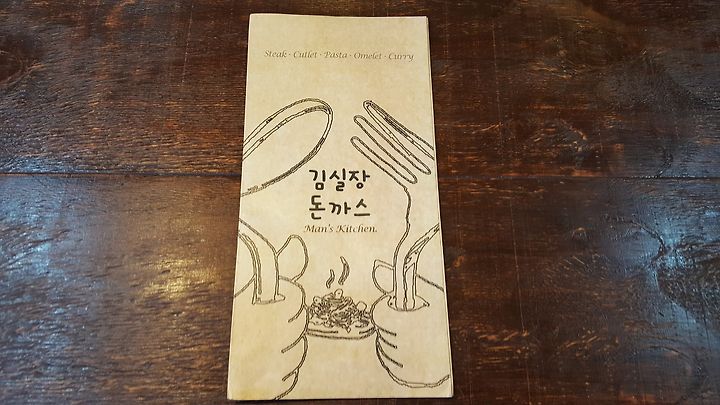 Steak · Cutlet · Pasta · Omelet · Curry
김실장
돈까스
Man's Kitchen.